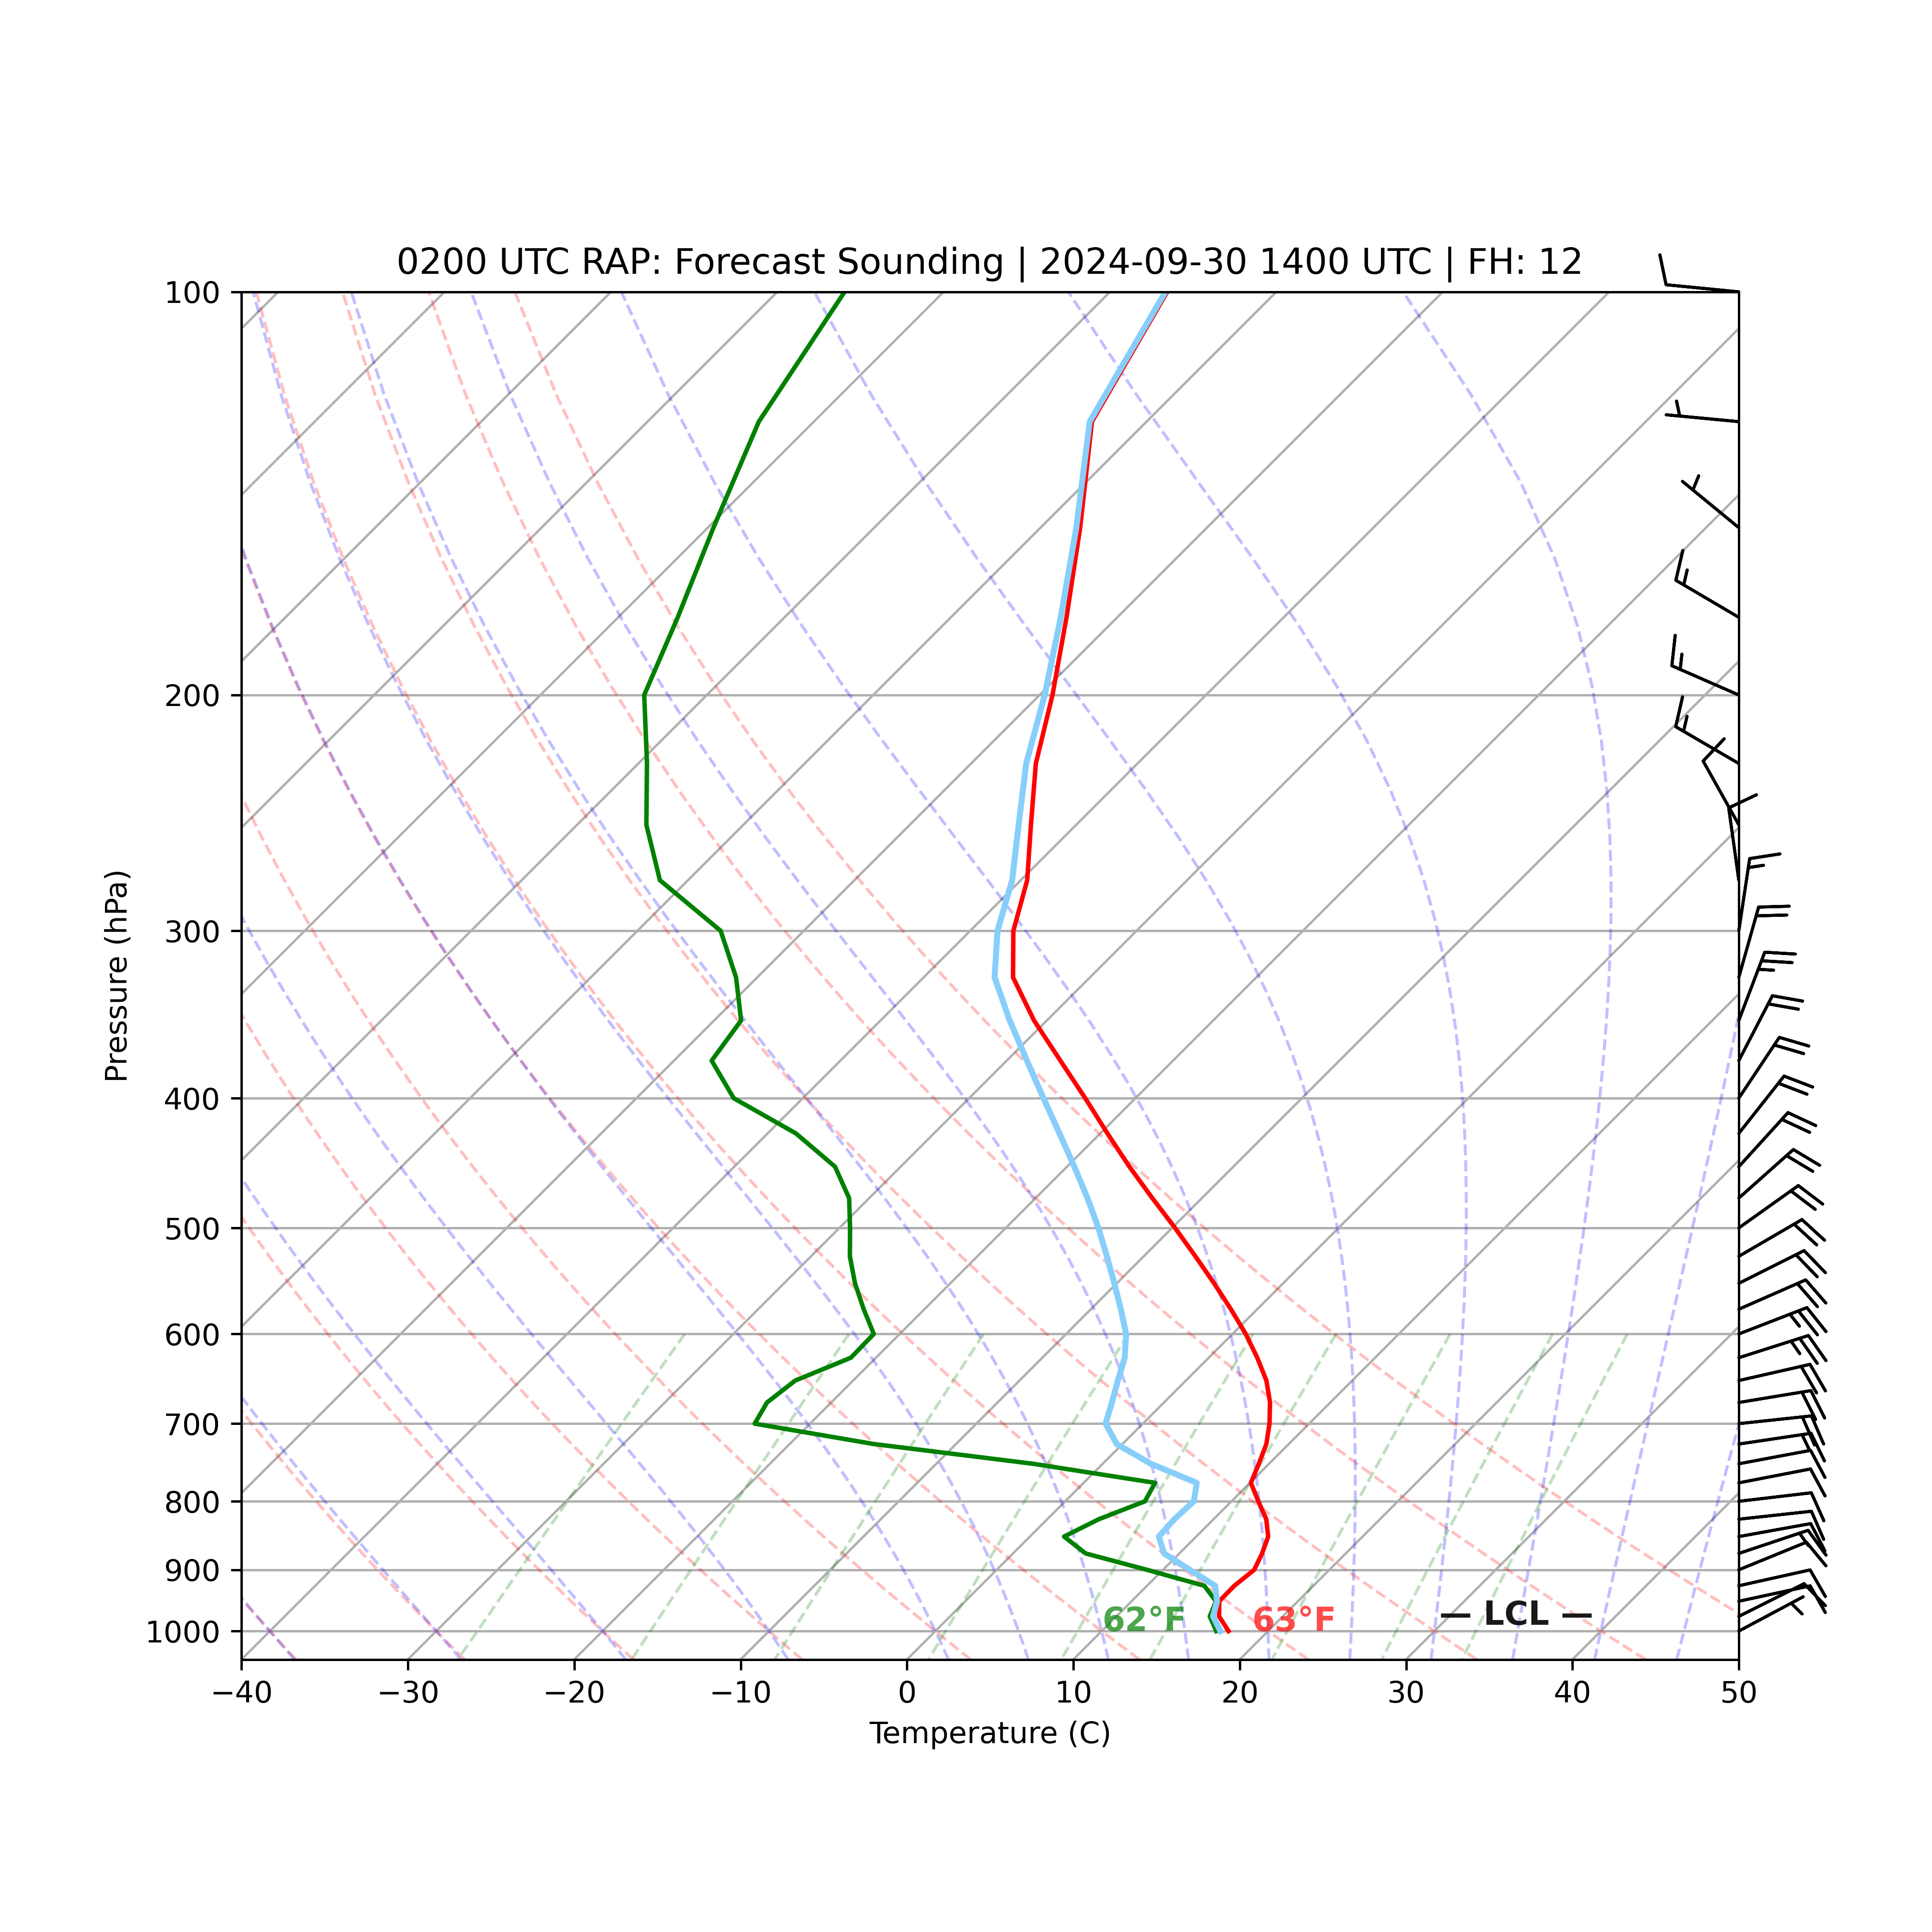 0200 UTC RAP: Forecast Sounding | 2024-09-30 1400 UTC | FH: 12
100
200
300
400
500
600
700
800
900
1000
Pressure (hPa)
62°F
63°F
— LCL —
−40 −30 −20 −10 0 10 20 30 40 50
Temperature (C)